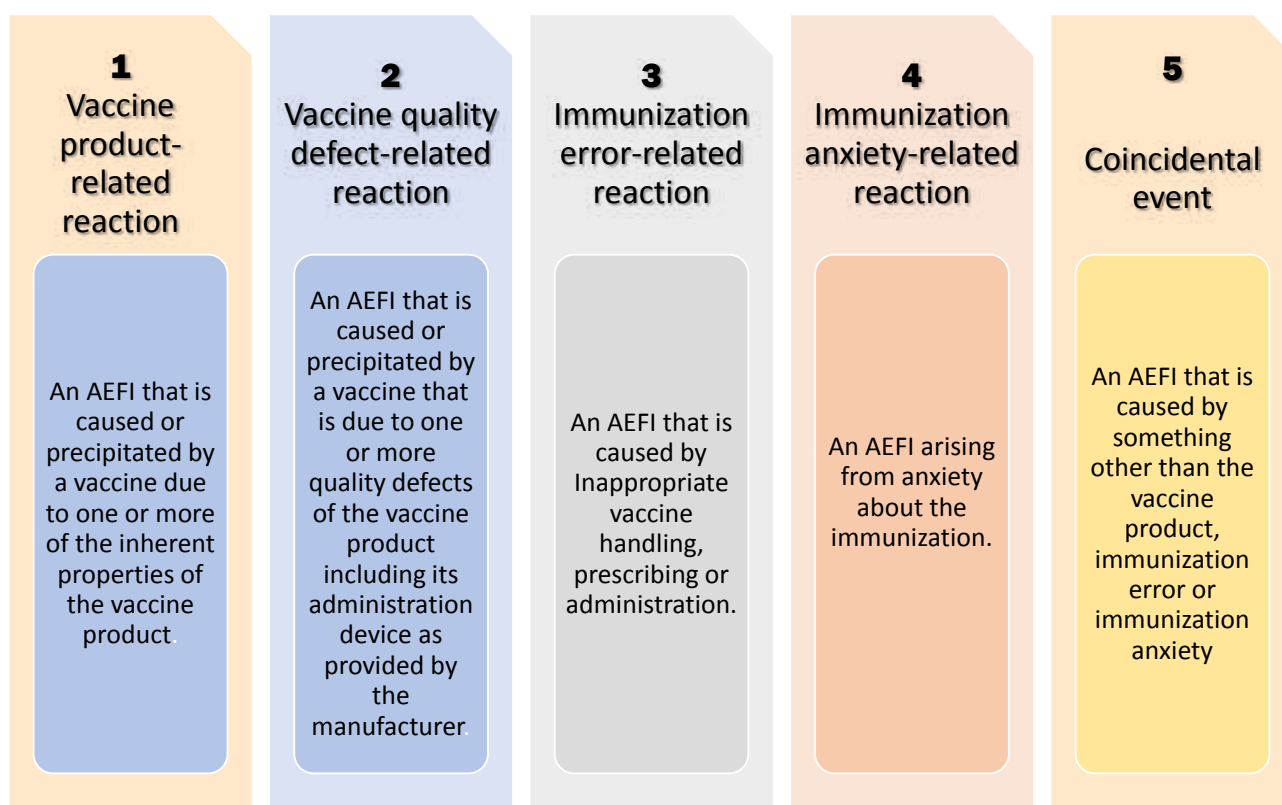 1
Vaccine
product-
related
reaction
An AEFI that is
caused or
precipitated by
a vaccine due
to one or more
of the inherent
properties of
the vaccine
product.
2
Vaccine quality
defect-related
reaction
An AEFI that is
caused or
precipitated by
a vaccine that
is due to one
or more
quality defects
of the vaccine
product
including its
administration
device as
provided by
the
manufacturer.
3
Immunization
error-related
reaction
An AEFI that is
caused by
Inappropriate
vaccine
handling,
prescribing or
administration.
4
Immunization
anxiety-related
reaction
An AEFI arising
from anxiety
about the
immunization.
5
Coincidental
event
An AEFI that is
caused by
something
other than the
vaccine
product,
immunization
error or
immunization
anxiety